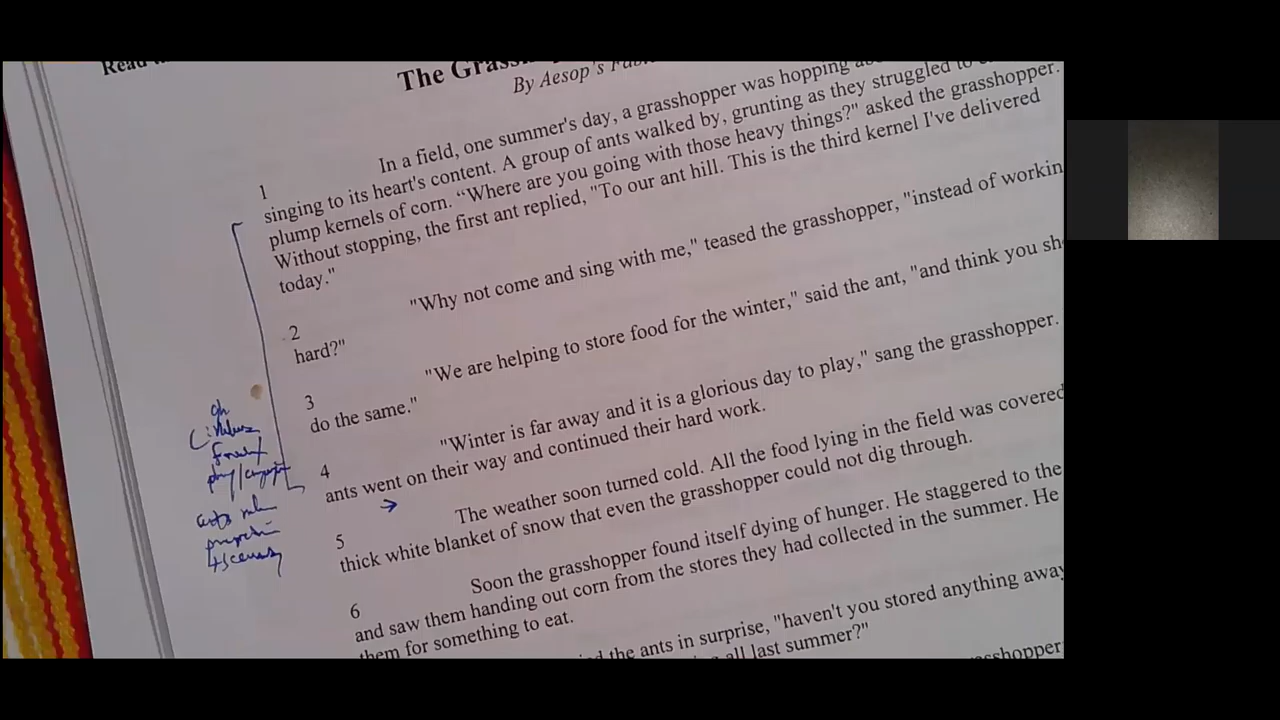 Read
The Grass
By Aesop's
In a field, one summer's day, a grasshopper was hopping
1
singing to its heart's content. A group of ants walked by, grunting as they struggled to
plump kernels of corn. “Where are you going with those heavy things?" asked the grasshopper.
Without stopping, the first ant replied, "To our ant hill. This is the third kernel I've delivered
today."
"Why not come and sing with me," teased the grasshopper, "instead of workin
2
hard?"
"We are helping to store food for the winter," said the ant, "and think you sh
3
do the same."
"Winter is far away and it is a glorious day to play," sang the grasshopper.
4
ants went on their way and continued their hard work.
The weather soon turned cold. All the food lying in the field was covered
5
thick white blanket of snow that even the grasshopper could not dig through.
Soon the grasshopper found itself dying of hunger. He staggered to the
6
and saw them handing out corn from the stores they had collected in the summer. He
them for something to eat.
the ants in surprise, "haven't you stored anything away
all last summer?"
grasshopper